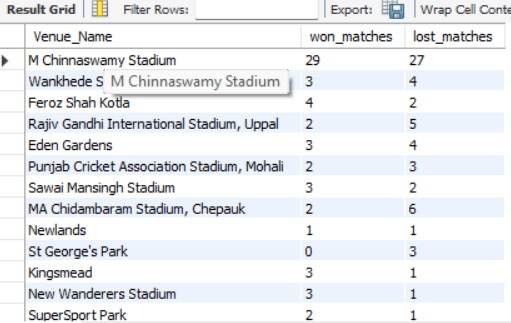 Result Grid Filter Rows: Export: Wrap Cell Conte
Venue_Name won_matches lost_matches
M Chinnaswamy Stadium 29 27
Wankhede S M Chinnaswamy Stadium 3 4
Feroz Shah Kotla 4 2
Rajiv Gandhi International Stadium, Uppal 2 5
Eden Gardens 3 4
Punjab Cricket Association Stadium, Mohali 2 3
Sawai Mansingh Stadium 3 2
MA Chidambaram Stadium, Chepauk 2 6
Newlands 1 1
St George's Park 0 3
Kingsmead 3 1
New Wanderers Stadium 3 1
SuperSport Park 2 1